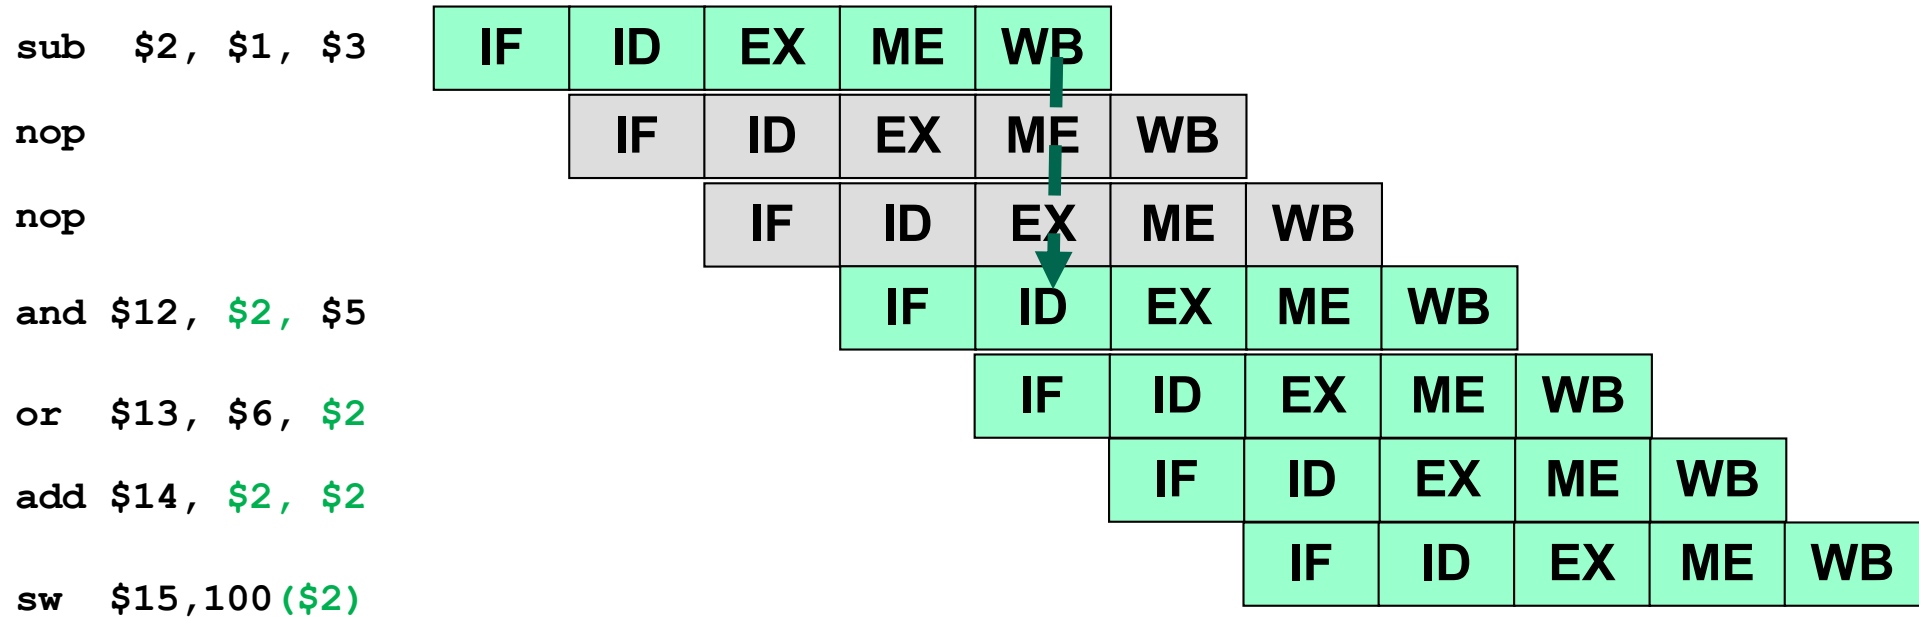 sub $2, $1, $3 IF ID EX ME WB
nop IF ID EX ME WB
nop IF ID EX ME WB
and $12, $2, $5 IF ID EX ME WB
or $13, $6, $2 IF ID EX ME WB
add $14, $2, $2 IF ID EX ME WB
sw $15,100($2) IF ID EX ME WB